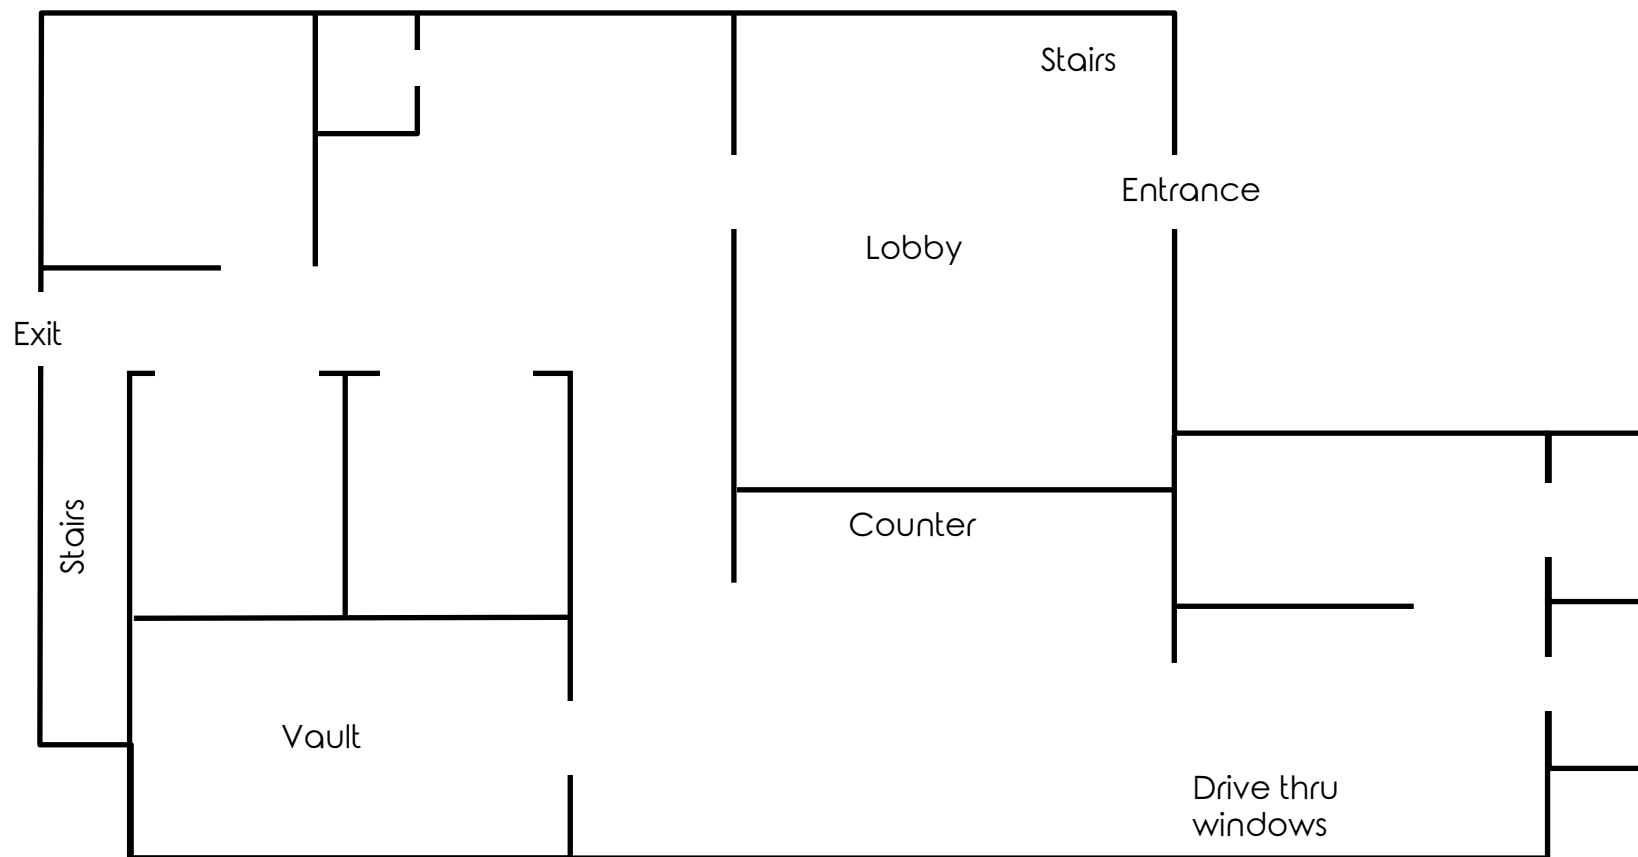 Stairs
Entrance
Lobby
Exit
Stairs
Counter
Vault
Drive thru
windows